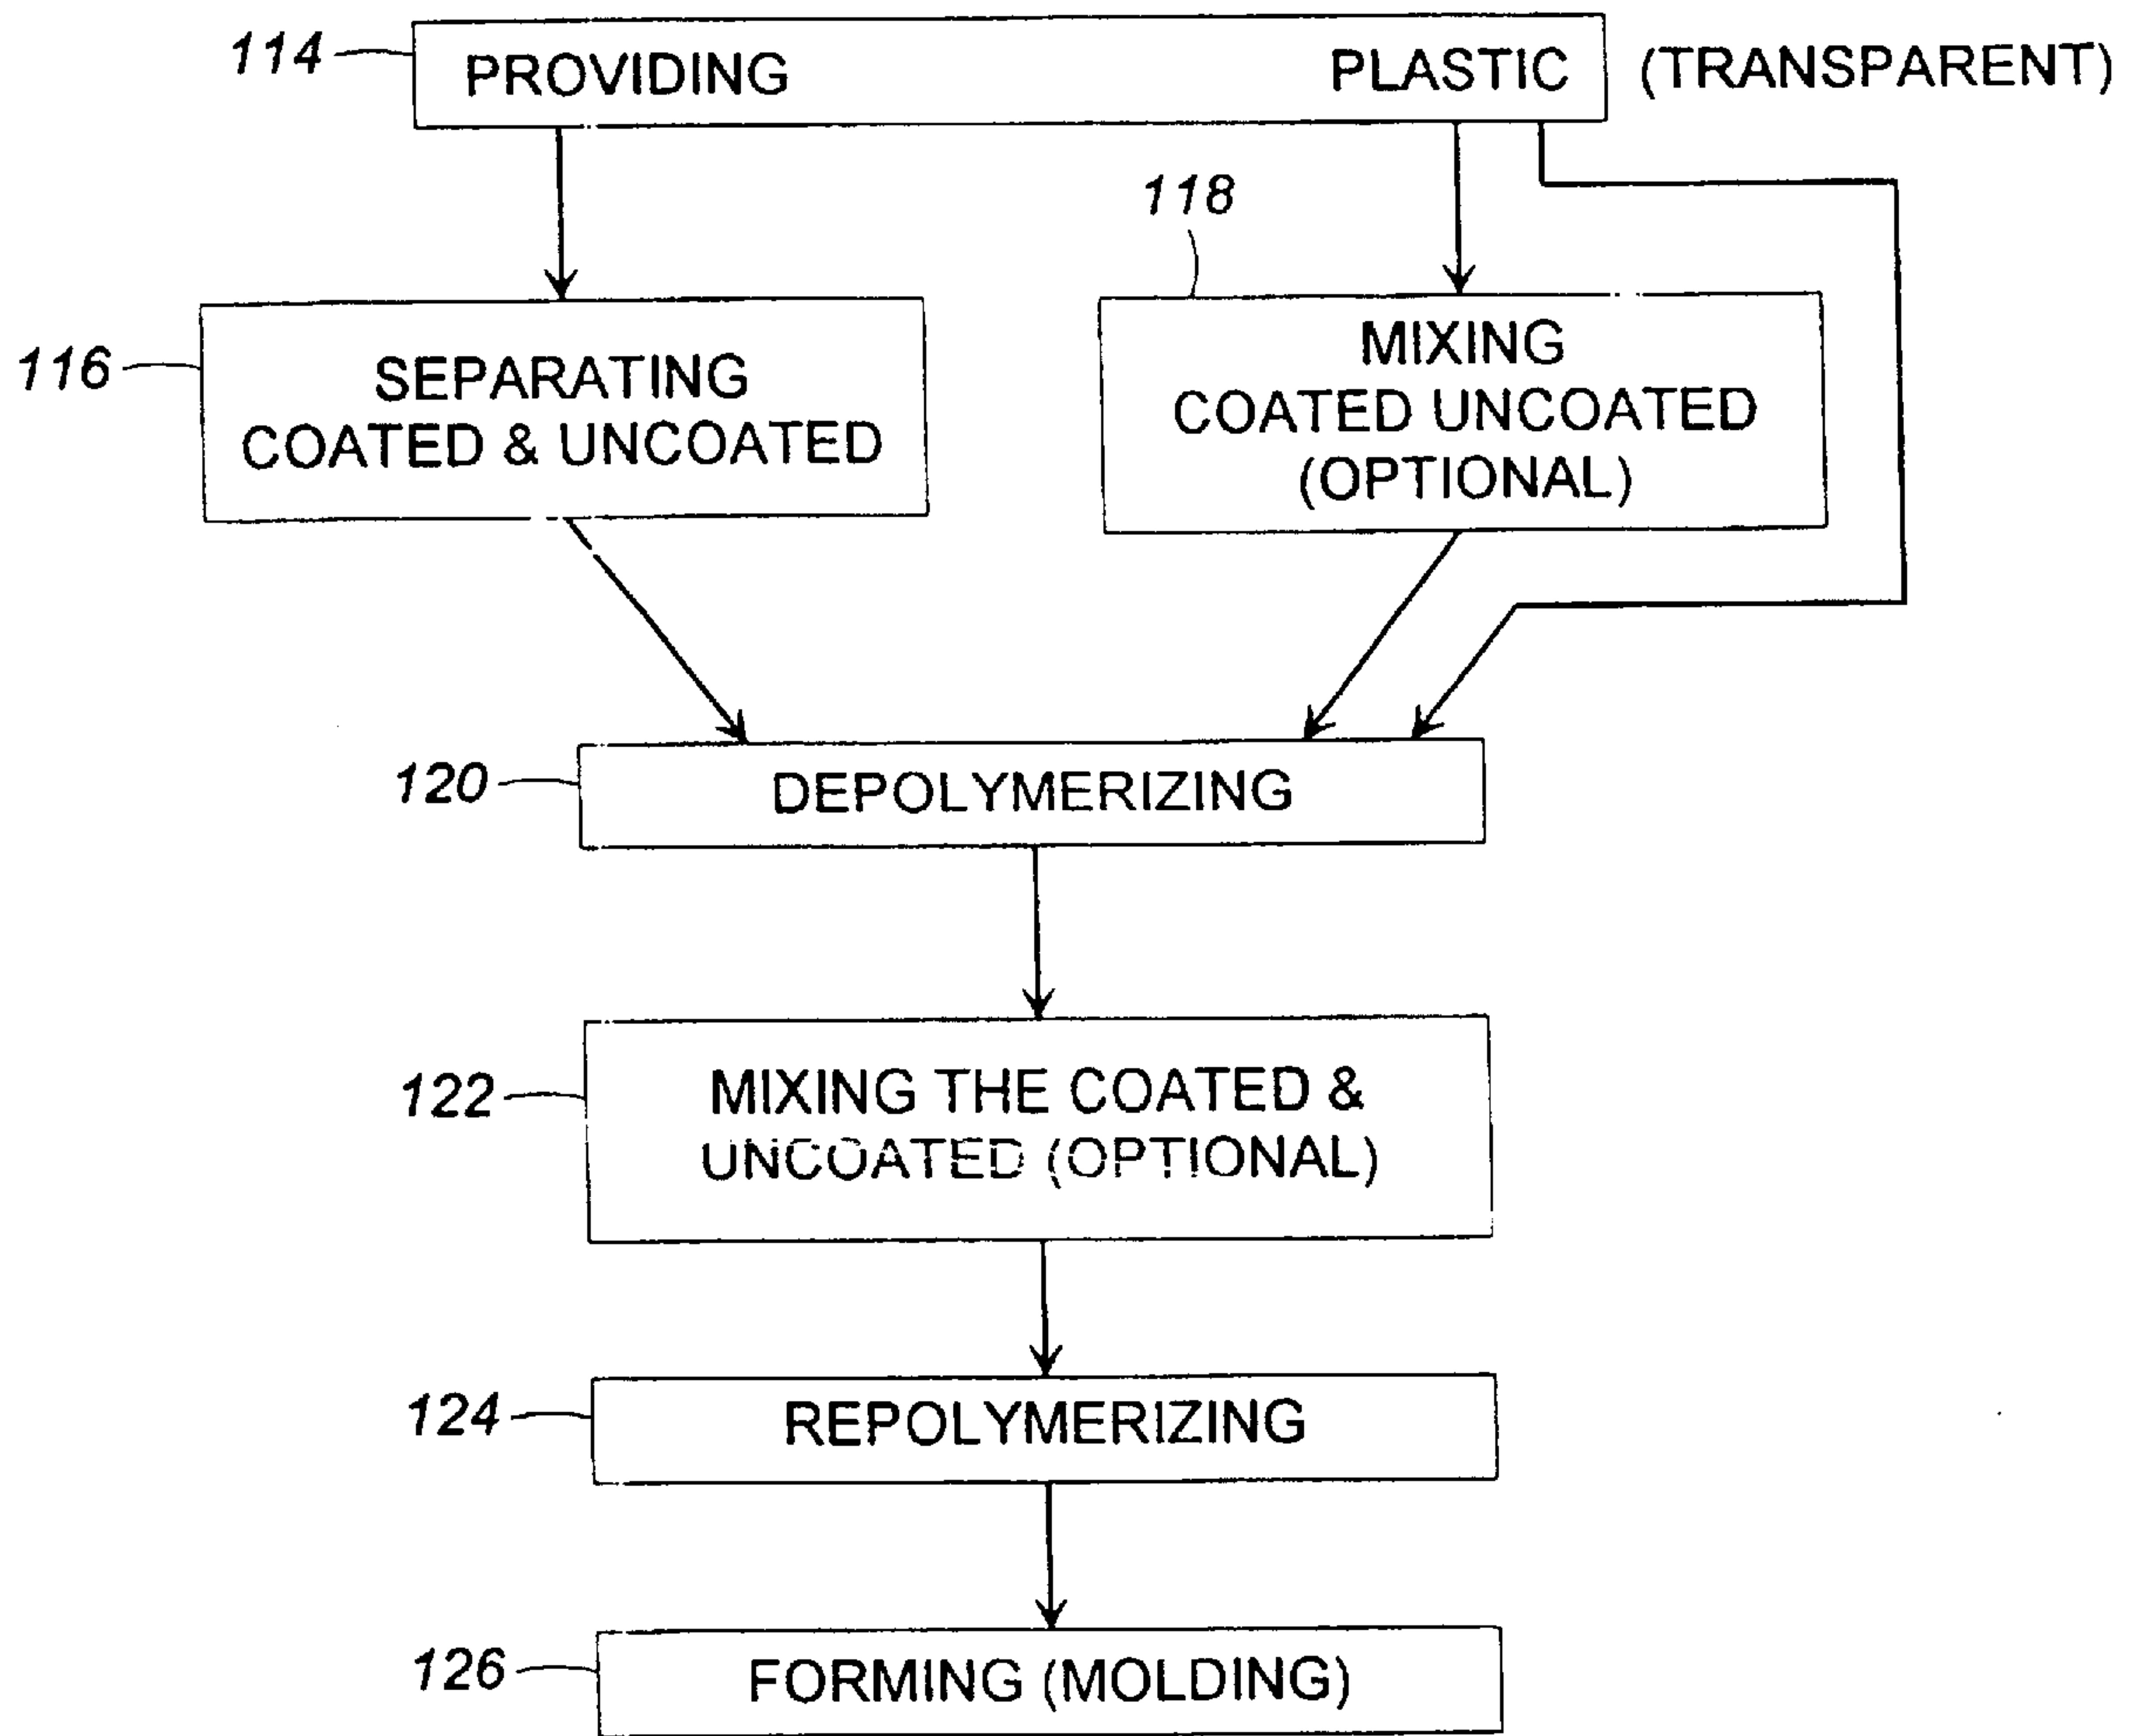 114 PROVIDING PLASTIC (TRANSPARENT)
118
116
SEPARATING
COATED & UNCOATED
MIXING
COATED UNCOATED
(OPTIONAL)
120 DEPOLYMERIZING
122
MIXING THE COATED &
UNCOATED (OPTIONAL)
124 REPOLYMERIZING
126 FORMING (MOLDING)